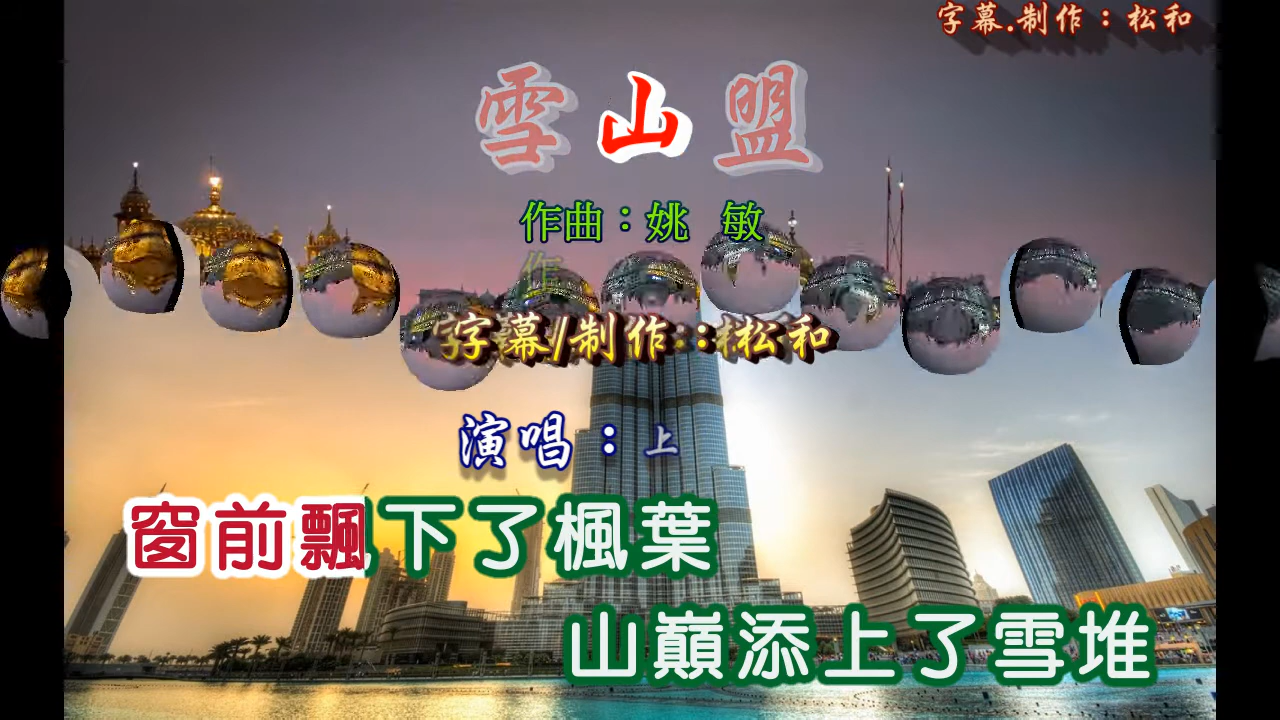 字幕.制作：松和
雪山盟
作曲：姚 敏
作
字幕/制作::松和
演唱：上
窗前飄下了楓葉
山巔添上了雪堆